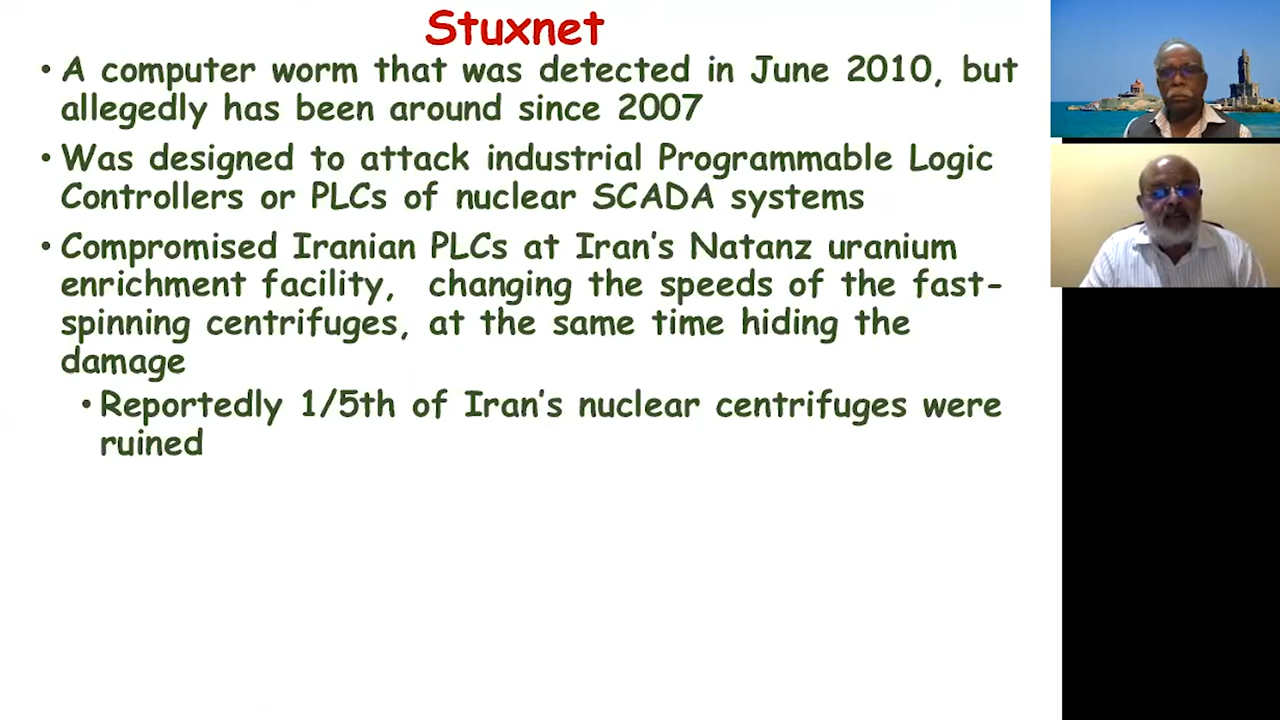 Stuxnet
• A computer worm that was detected in June 2010, but
allegedly has been around since 2007
• Was designed to attack industrial Programmable Logic
Controllers or PLCs of nuclear SCADA systems
• Compromised Iranian PLCs at Iran's Natanz uranium
enrichment facility, changing the speeds of the fast-
spinning centrifuges, at the same time hiding the
damage
• Reportedly 1/5th of Iran's nuclear centrifuges were
ruined